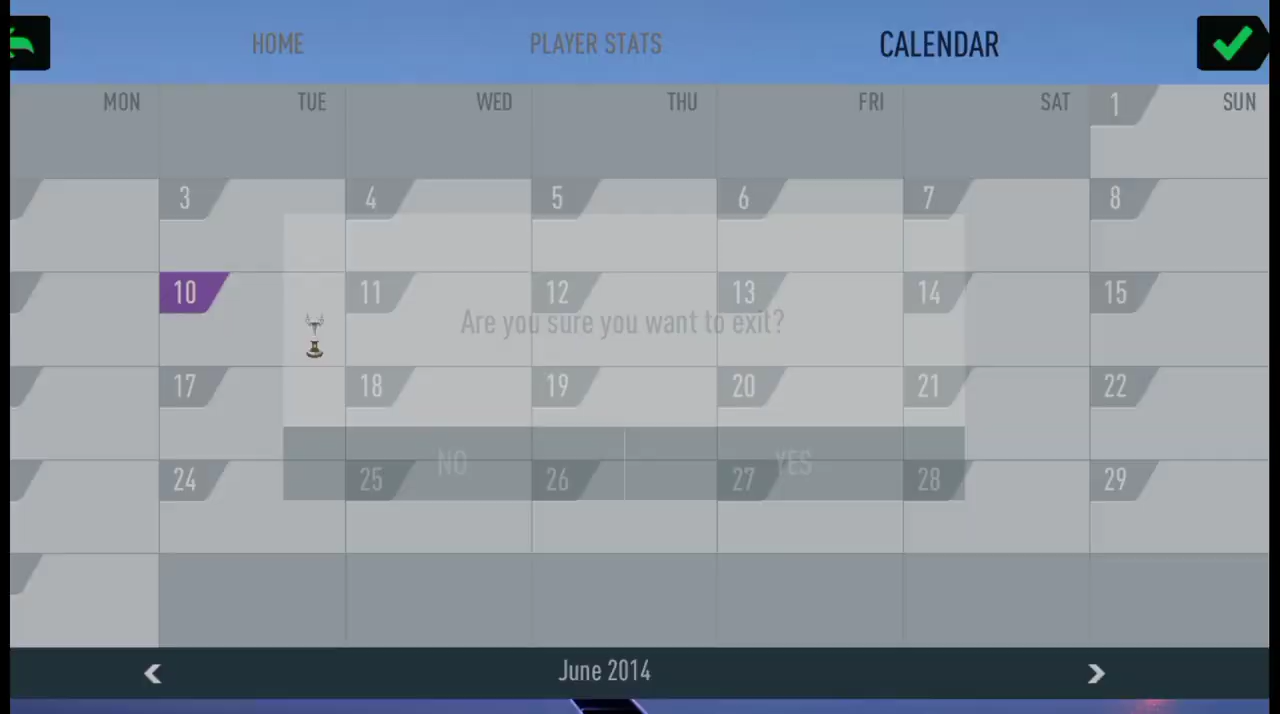 HOME PLAYER STATS CALENDAR
MON TUE WED THU FRI SAT SUN
1
3 4 5 6 7 8
10 11 12 13 14 15
Are you sure you want to exit?
17 18 19 20 21 22
NO YES
24 25 26 27 28 29
June 2014